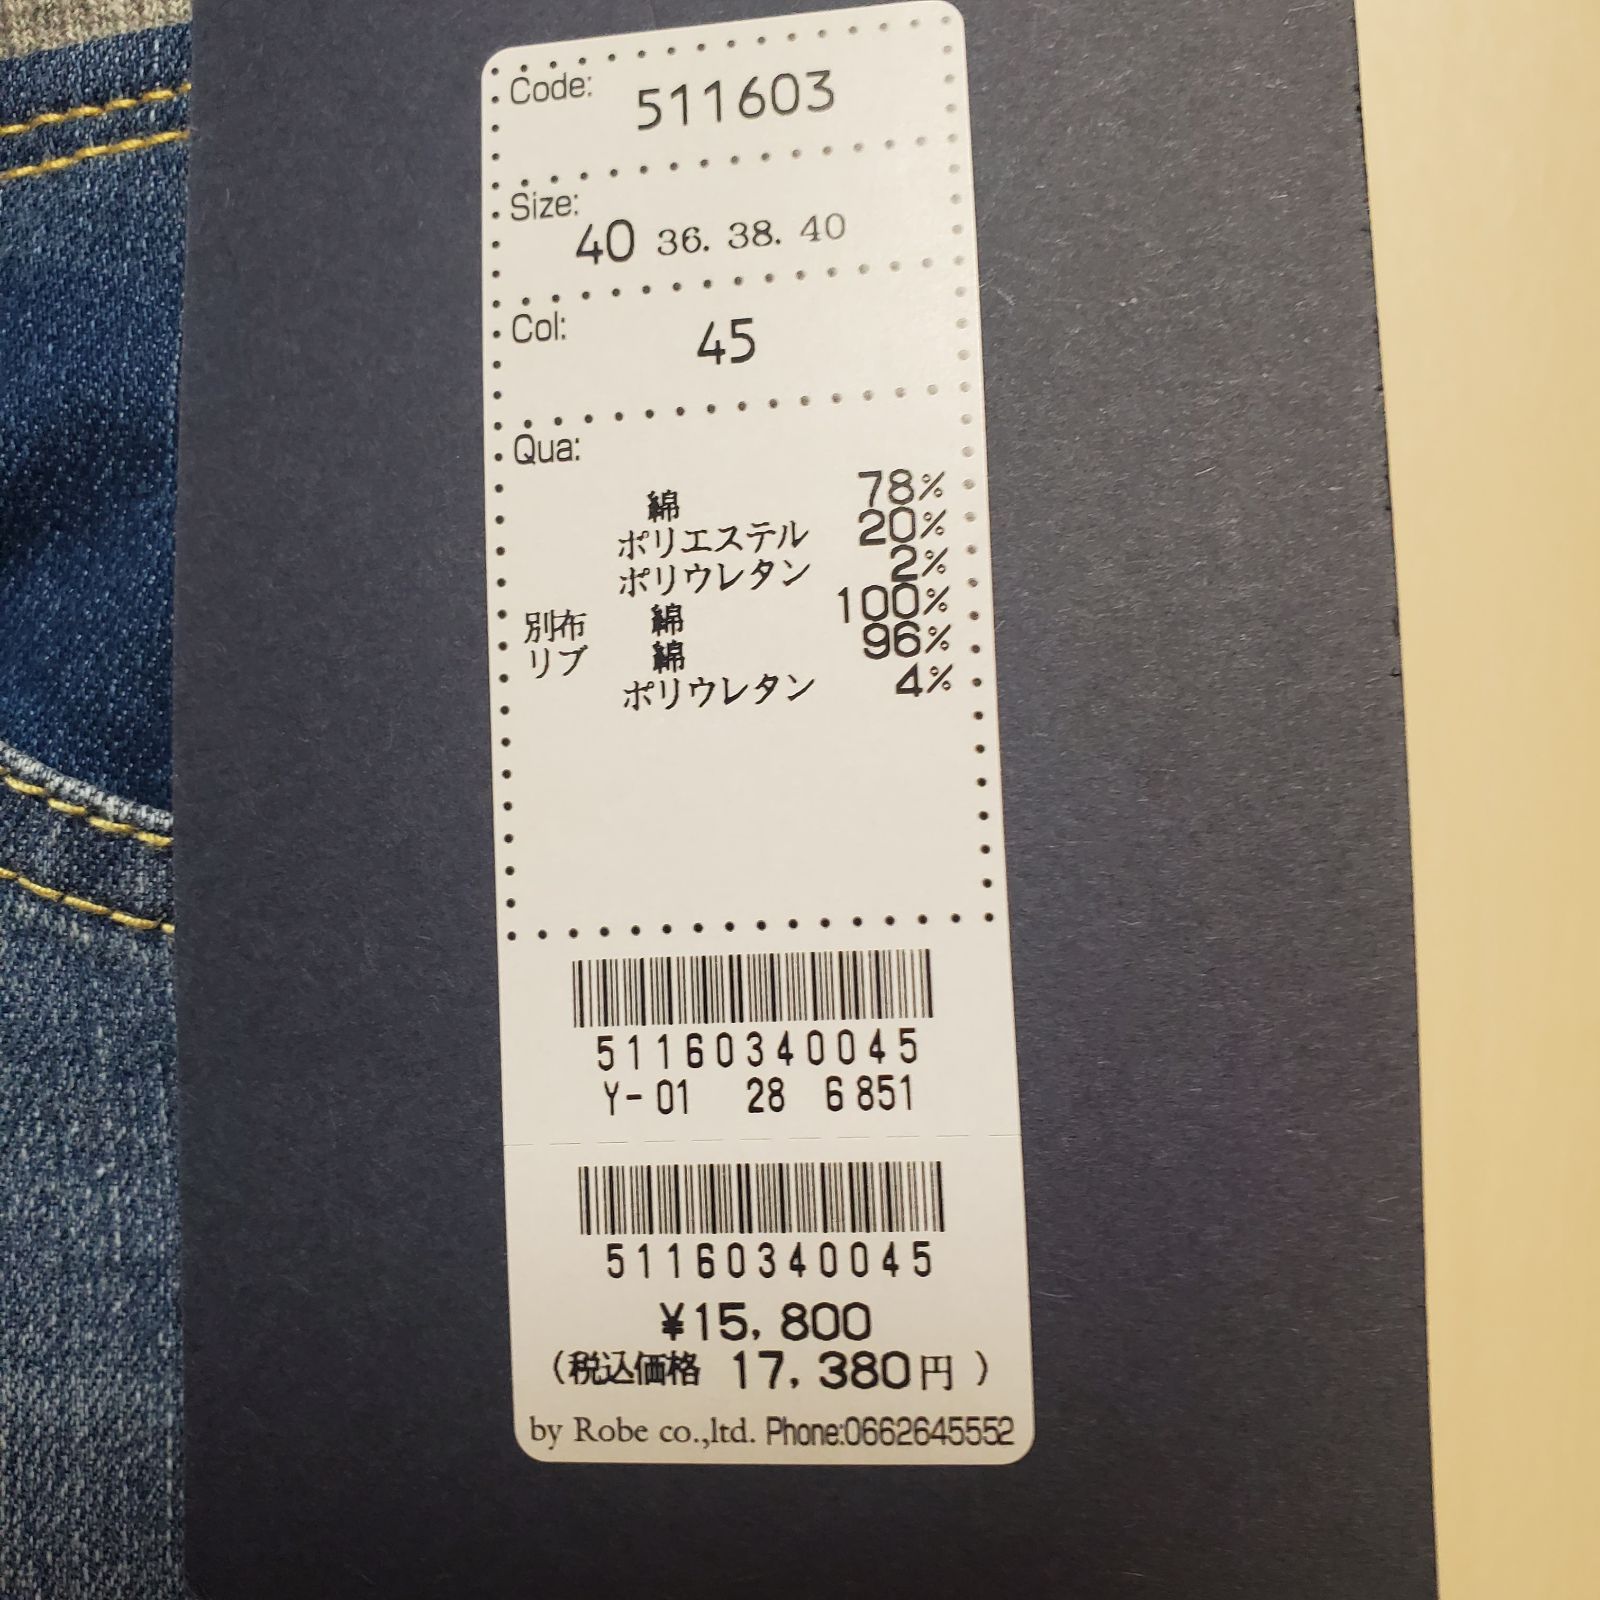 Code: 511603
Size: 40 36. 38. 40
Col: 45
Qua:
綿 78%
ポリエステル 20%
ポリウレタン 2%
別布 綿 100%
リブ 綿 96%
ポリウレタン 4%
51160340045
Y-01 28 6851
51160340045
¥15,800
(税込価格 17,380円)
by Robe co.,ltd. Phone:0662645552